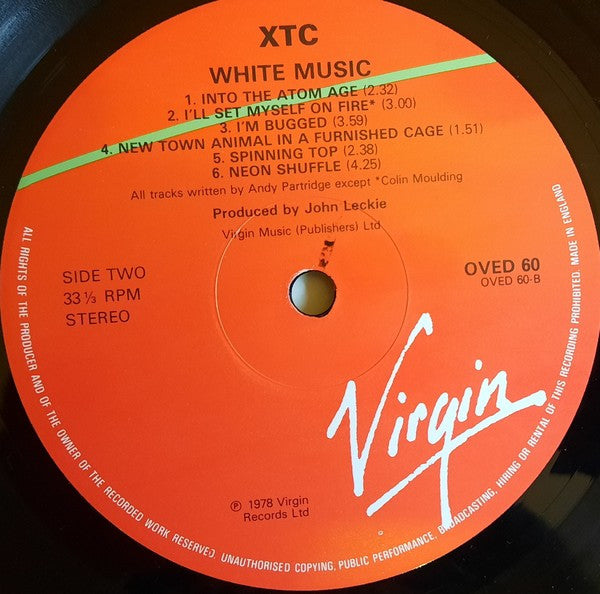 XTC
WHITE MUSIC
1. INTO THE ATOM AGE (2.32)
2. I'LL SET MYSELF ON FIRE* (3.00)
3. I'M BUGGED (3.59)
4. NEW TOWN ANIMAL IN A FURNISHED CAGE (1.51)
5. SPINNING TOP (2.38)
6. NEON SHUFFLE (4.25)
All tracks written by Andy Partridge except *Colin Moulding
Produced by John Leckie
Virgin Music (Publishers) Ltd
SIDE TWO
33 ⅓ RPM
STEREO
OVED 60
OVED 60-B
Virgin
℗ 1978 Virgin
Records Ltd
ALL RIGHTS OF THE PRODUCER AND OF THE OWNER OF THE RECORDED WORK RESERVED. UNAUTHORISED COPYING, PUBLIC PERFORMANCE, BROADCASTING, HIRING OR RENTAL OF THIS RECORDING PROHIBITED. MADE IN ENGLAND